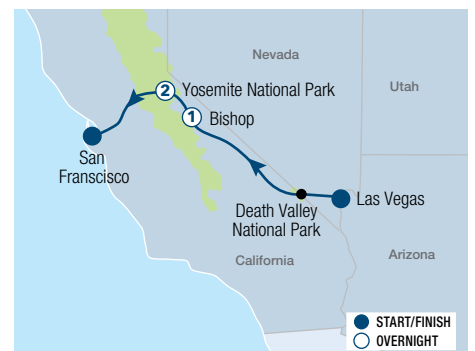 Nevada
Utah
2
Yosemite National Park
1
Bishop
San
Franscisco
Death Valley
National Park
Las Vegas
Arizona
California
START/FINISH
OVERNIGHT